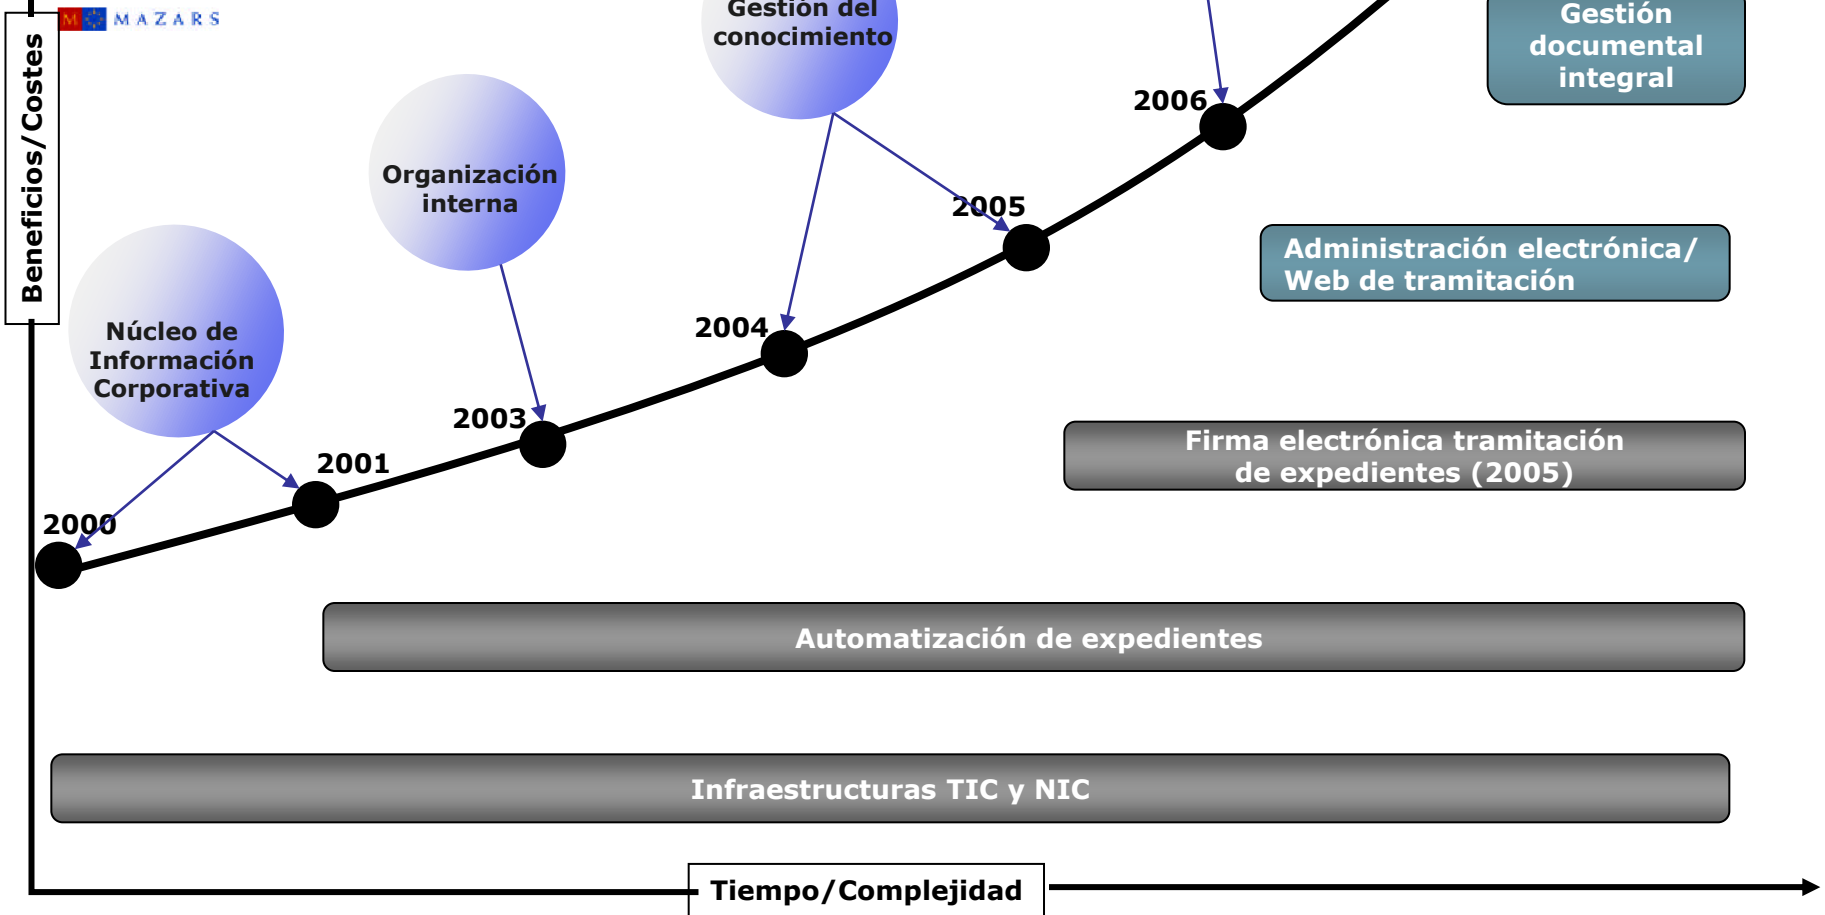 MAZARS
Gestión del
conocimiento
Gestión
documental
integral
Beneficios/Costes
2006
Organización
interna
2005
Administración electrónica/
Web de tramitación
Núcleo de
Información
Corporativa
2004
2003
Firma electrónica tramitación
de expedientes (2005)
2001
2000
Automatización de expedientes
Infraestructuras TIC y NIC
Tiempo/Complejidad